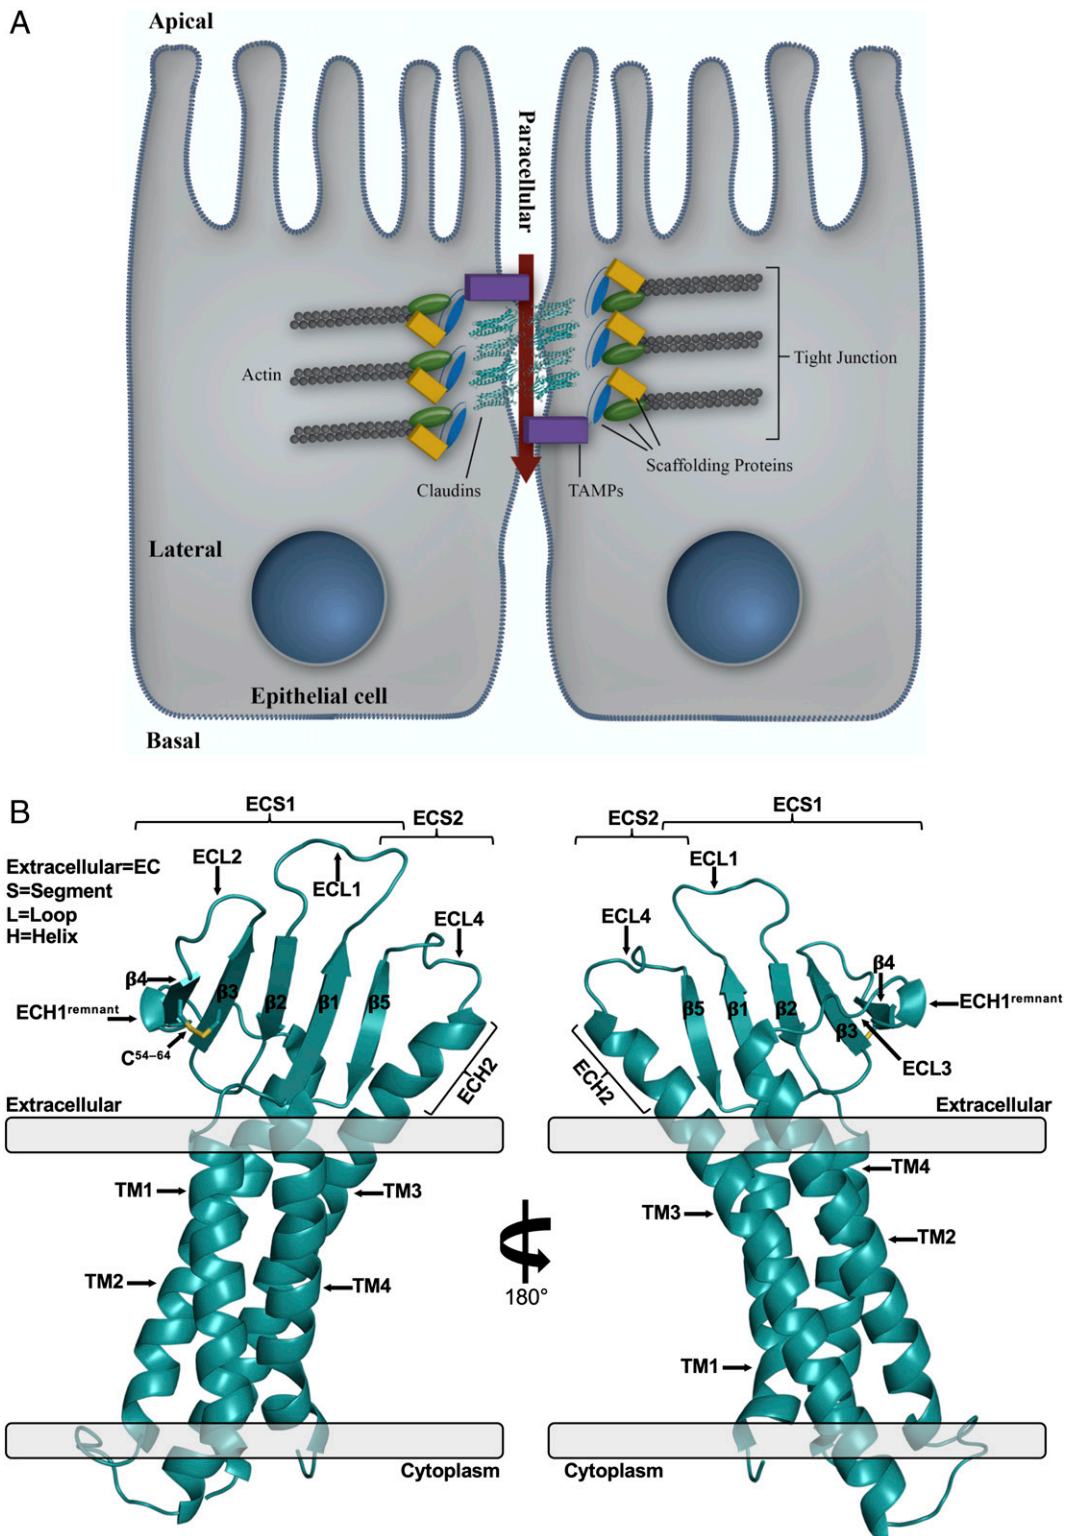 A
Apical
Paracellular
Actin
Tight Junction
Scaffolding Proteins
Claudins
TAMPs
Lateral
Epithelial cell
Basal
B
ECS1
ECS2
ECS2
ECS1
Extracellular=EC
S=Segment
L=Loop
H=Helix
ECL2
ECL1
ECL4
β4
β3
β2
β1
β5
ECH1remnant
C54–64
ECH2
ECL1
ECL4
β5
β1
β2
β3
β4
ECH1remnant
ECL3
ECH2
Extracellular
Extracellular
TM1
TM3
TM2
TM4
180°
TM4
TM3
TM2
TM1
Cytoplasm
Cytoplasm